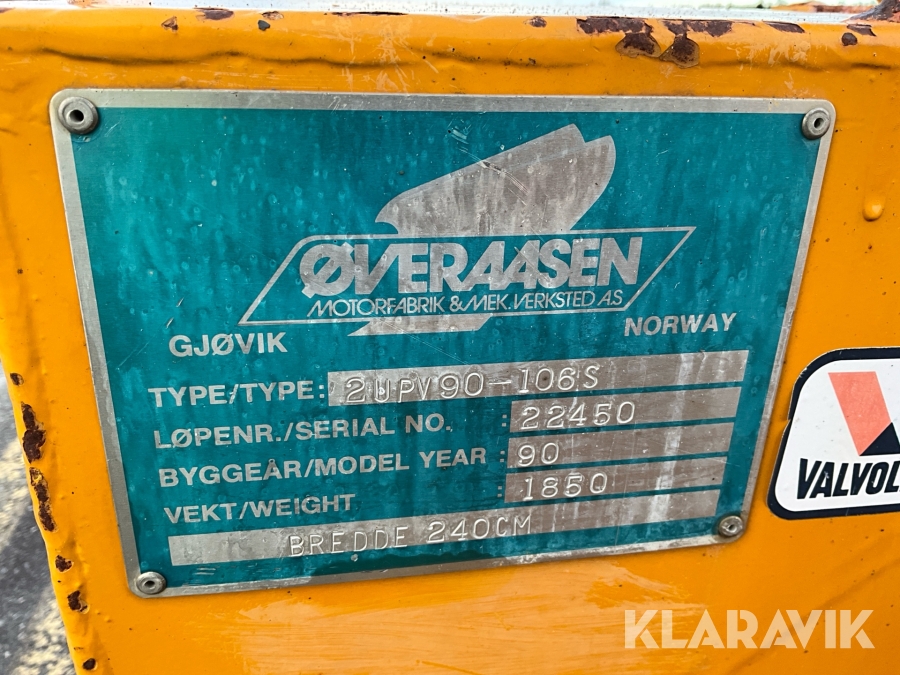 ØVERAASEN
MOTORFABRIK & MEK. VERKSTED AS
GJØVIK NORWAY
TYPE/TYPE: 2UPV90-106S
LØPENR./SERIAL NO. : 22450
BYGGEÅR/MODEL YEAR : 90
VEKT/WEIGHT : 1850
BREDDE 240CM
VALVOL
KLARAVIK